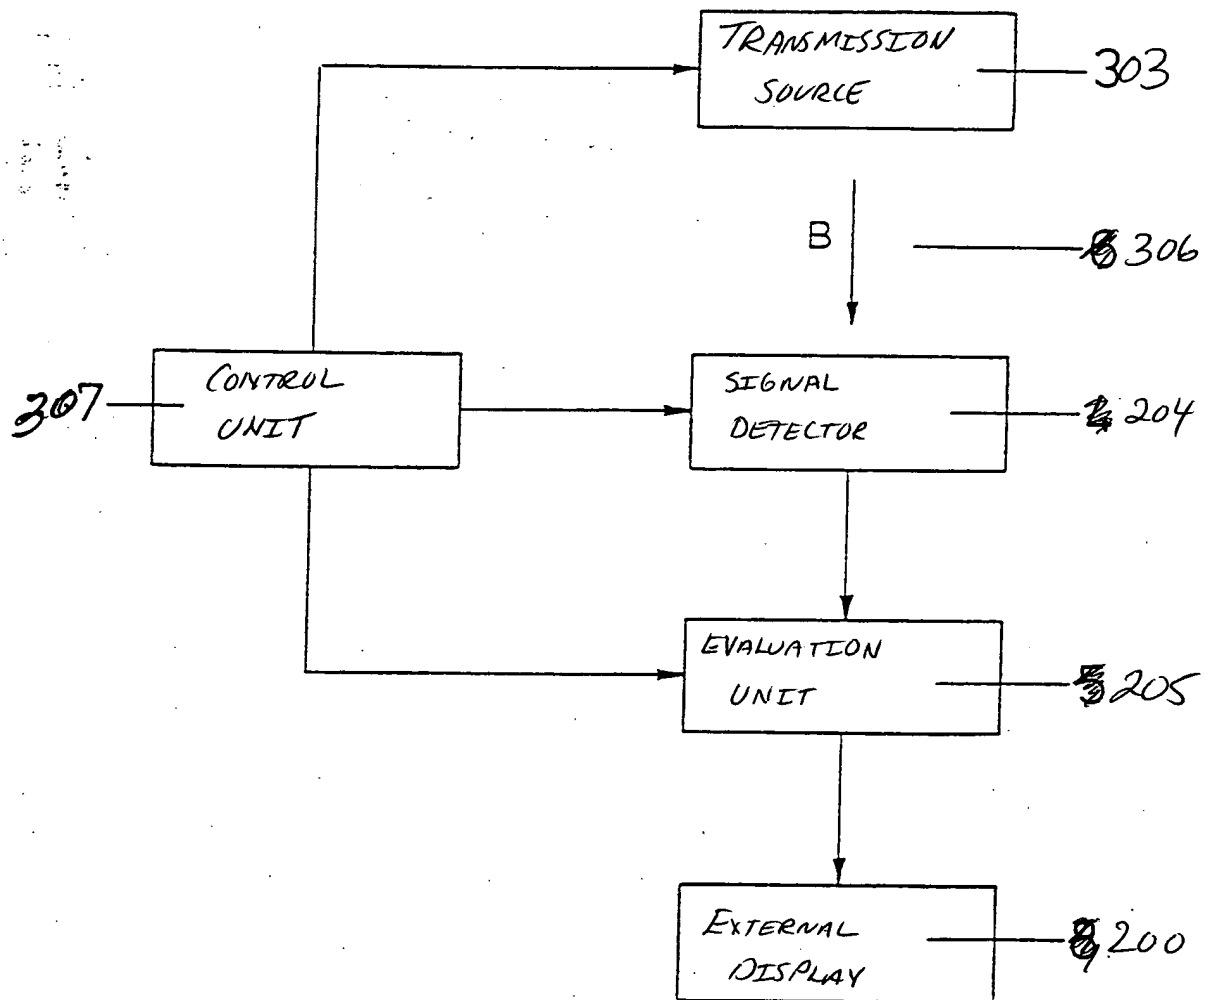 TRANSMISSION
SOURCE
303
B
306
CONTROL
UNIT
307
SIGNAL
DETECTOR
204
EVALUATION
UNIT
205
EXTERNAL
DISPLAY
200